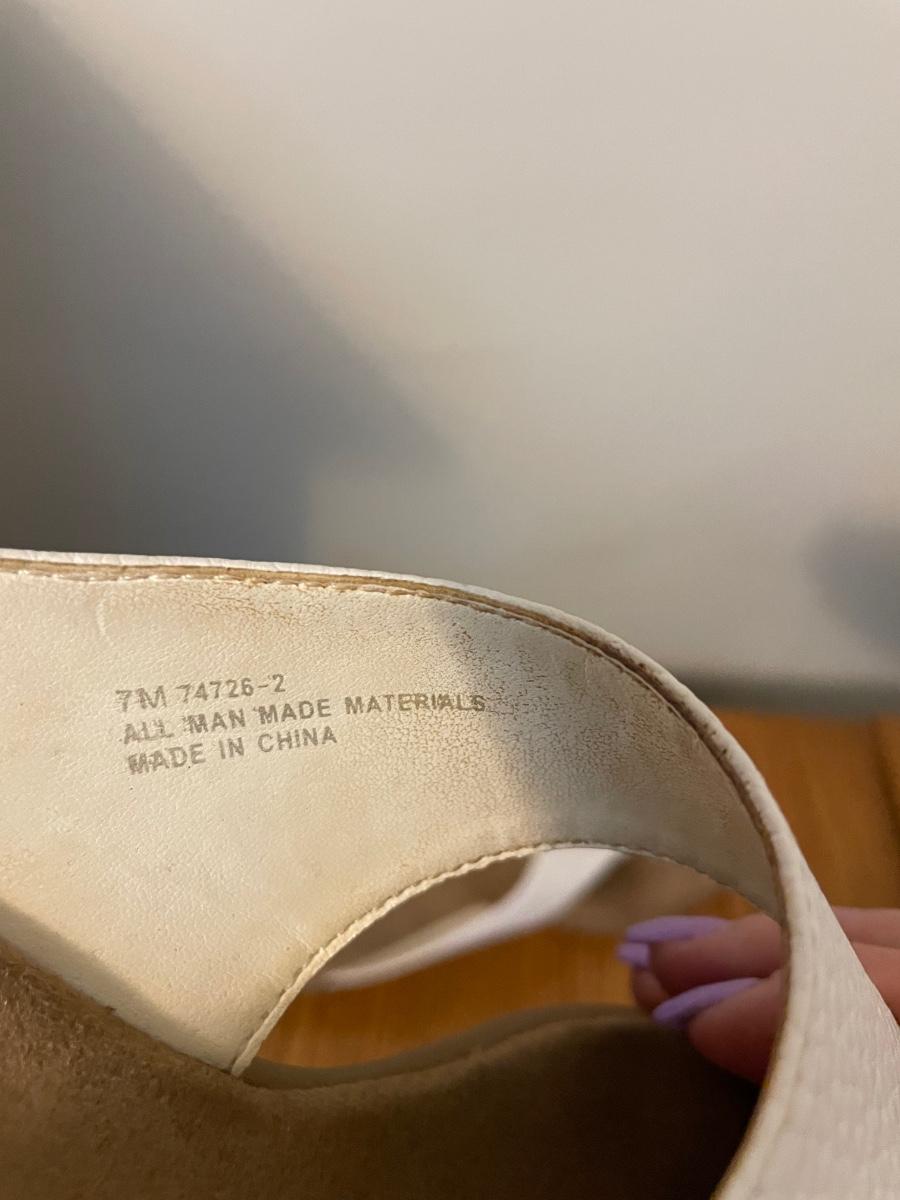 7M 74726-2
ALL MAN MADE MATERIALS
MADE IN CHINA